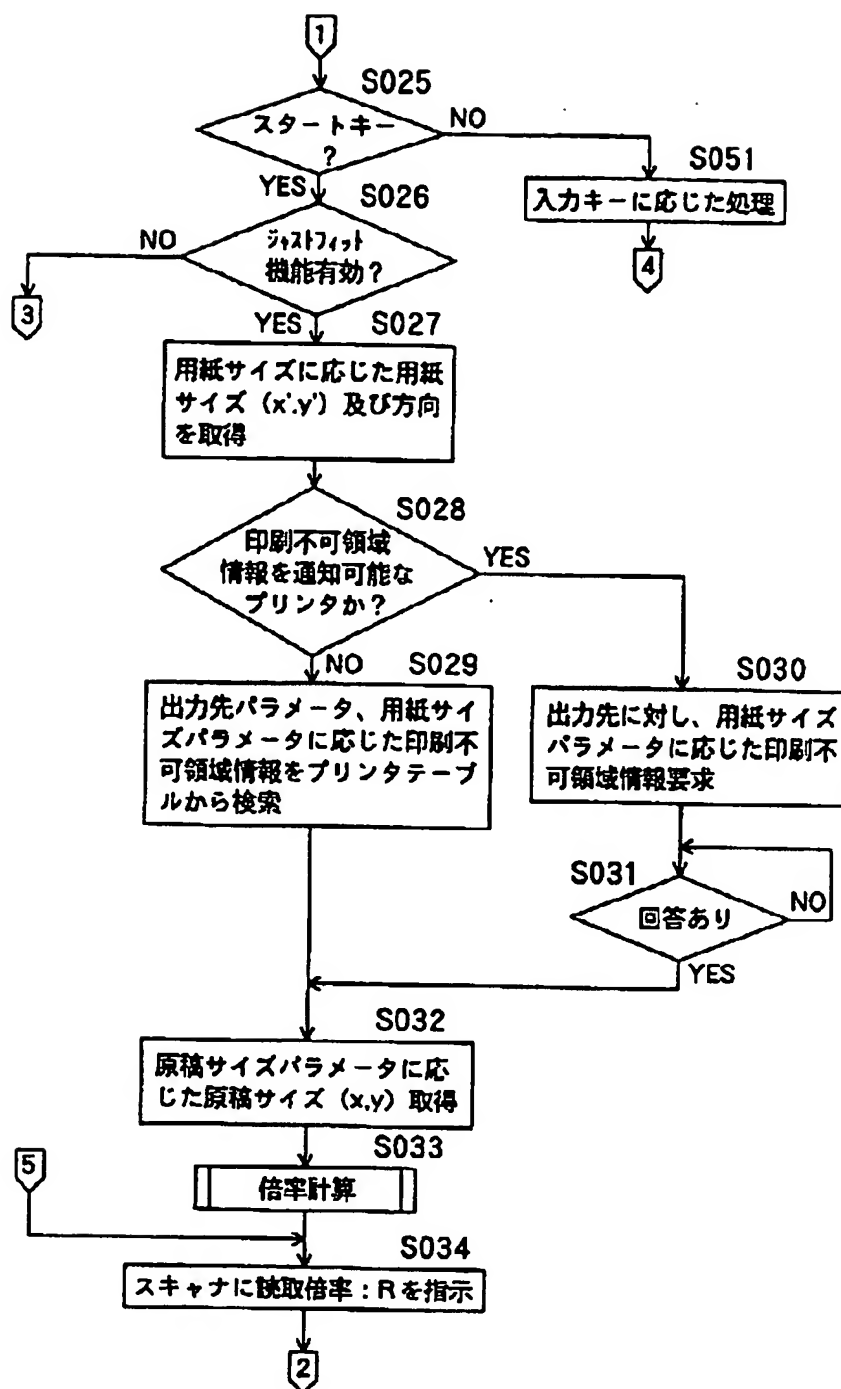 1
S025
スタートキー
?
NO
YES
S051
入力キーに応じた処理
4
S026
ジャストフィット
機能有効?
NO
3
YES
S027
用紙サイズに応じた用紙
サイズ (x',y') 及び方向
を取得
S028
印刷不可領域
情報を通知可能な
プリンタか?
YES
NO
S029
出力先パラメータ、用紙サイ
ズパラメータに応じた印刷不
可領域情報をプリンタテーブ
ルから検索
S030
出力先に対し、用紙サイズ
パラメータに応じた印刷不
可領域情報要求
S031
回答あり
NO
YES
S032
原稿サイズパラメータに応
じた原稿サイズ (x,y) 取得
S033
倍率計算
5
S034
スキャナに読取倍率:Rを指示
2